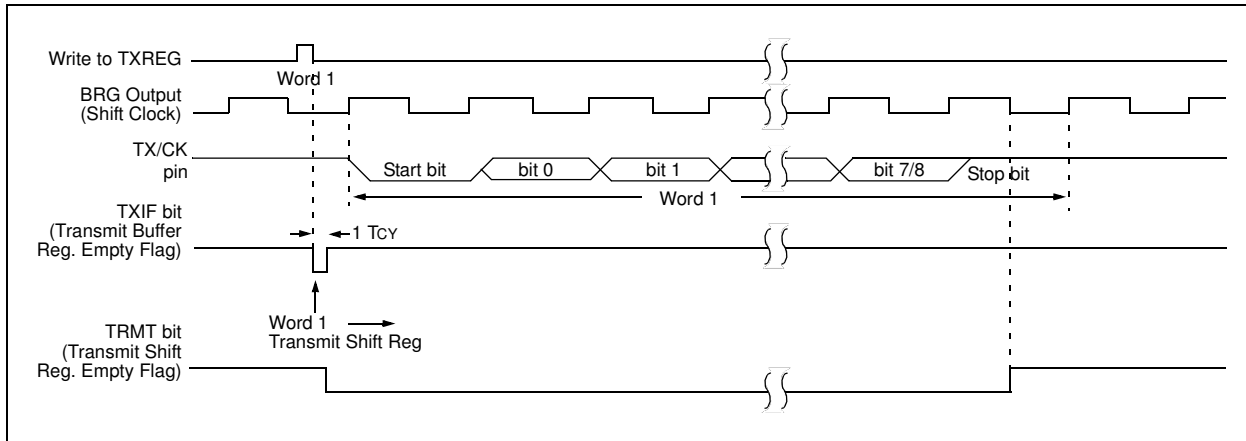 Write to TXREG
Word 1
BRG Output
(Shift Clock)
TX/CK
pin
Start bit
bit 0
bit 1
bit 7/8
Stop bit
Word 1
TXIF bit
(Transmit Buffer
Reg. Empty Flag)
1 TCY
Word 1
Transmit Shift Reg
TRMT bit
(Transmit Shift
Reg. Empty Flag)